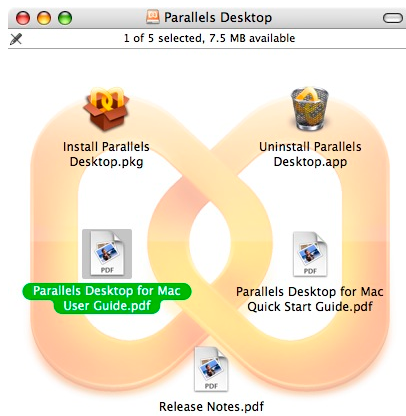 Parallels Desktop
1 of 5 selected, 7.5 MB available
Install Parallels
Desktop.pkg
Uninstall Parallels
Desktop.app
PDF
PDF
Parallels Desktop for Mac
User Guide.pdf
Parallels Desktop for Mac
Quick Start Guide.pdf
PDF
Release Notes.pdf